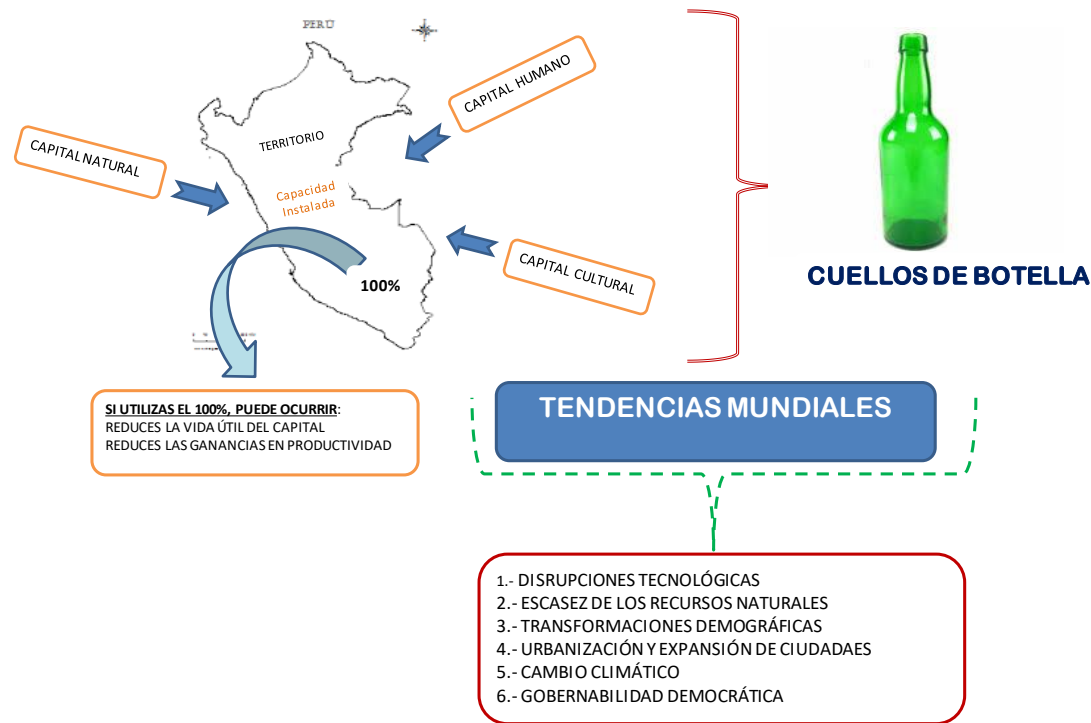 PERÚ
CAPITAL HUMANO
TERRITORIO
CAPITAL NATURAL
Capacidad
Instalada
CAPITAL CULTURAL
100%
CUELLOS DE BOTELLA
SI UTILIZAS EL 100%, PUEDE OCURRIR:
REDUCES LA VIDA ÚTIL DEL CAPITAL
REDUCES LAS GANANCIAS EN PRODUCTIVIDAD
TENDENCIAS MUNDIALES
1.- DISRUPCIONES TECNOLÓGICAS
2.- ESCASEZ DE LOS RECURSOS NATURALES
3.- TRANSFORMACIONES DEMOGRÁFICAS
4.- URBANIZACIÓN Y EXPANSIÓN DE CIUDADAES
5.- CAMBIO CLIMÁTICO
6.- GOBERNABILIDAD DEMOCRÁTICA